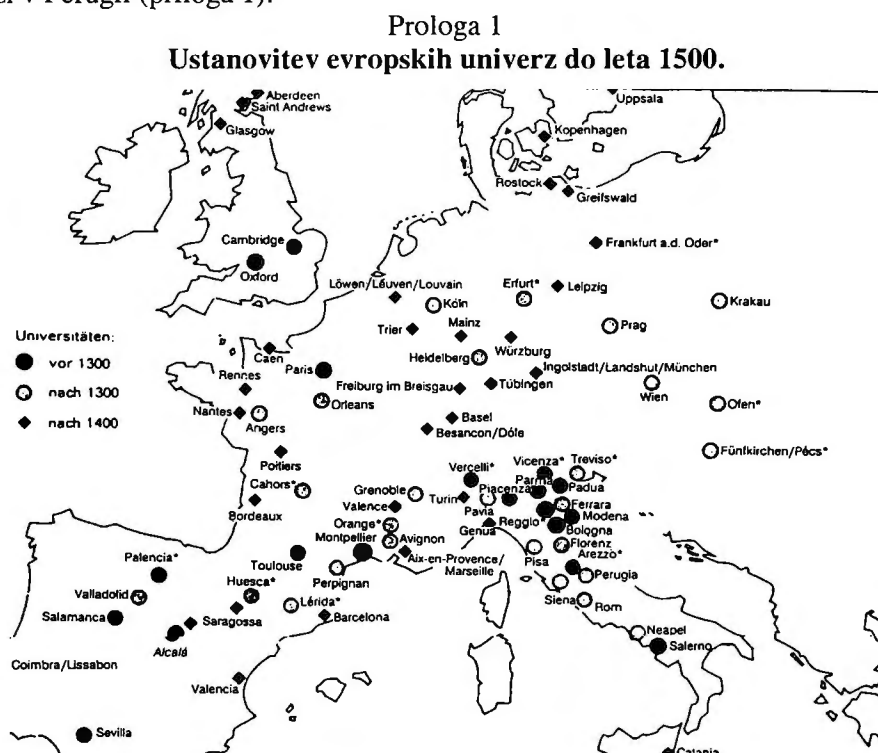 v Perugii (priloga 1).
Prologa 1
Ustanovitev evropskih univerz do leta 1500.
Aberdeen
Saint Andrews
Glasgow
Uppsala
Kopenhagen
Rostock
Greifswald
Cambridge
Oxford
Frankfurt a.d. Oder*
Löwen/Leuven/Louvain
Köln
Erfurt*
Leipzig
Krakau
Universitäten:
vor 1300
nach 1300
nach 1400
Trier
Mainz
Prag
Caen
Heidelberg
Würzburg
Rennes
Paris
Ingolstadt/Landshut/München
Freiburg im Breisgau
Tübingen
Wien
Nantes
Angers
Orleans
Basel
Ofen*
Besancon/Dôle
Poitiers
Fünfkirchen/Pécs*
Cahors*
Grenoble
Vercelli*
Vicenza*
Treviso*
Bordeaux
Valence
Turin
Piacenza
Parma
Padua
Pavia
Ferrara
Orange*
Genua
Reggio*
Modena
Montpellier
Avignon
Bologna
Palencia*
Toulouse
Aix-en-Provence/
Marseille
Florenz
Pisa
Arezzo*
Huesca*
Perpignan
Perugia
Valladolid
Lérida*
Siena
Rom
Salamanca
Saragossa
Barcelona
Alcalá
Neapel
Salerno
Coimbra/Lissabon
Valencia
Sevilla
Catania